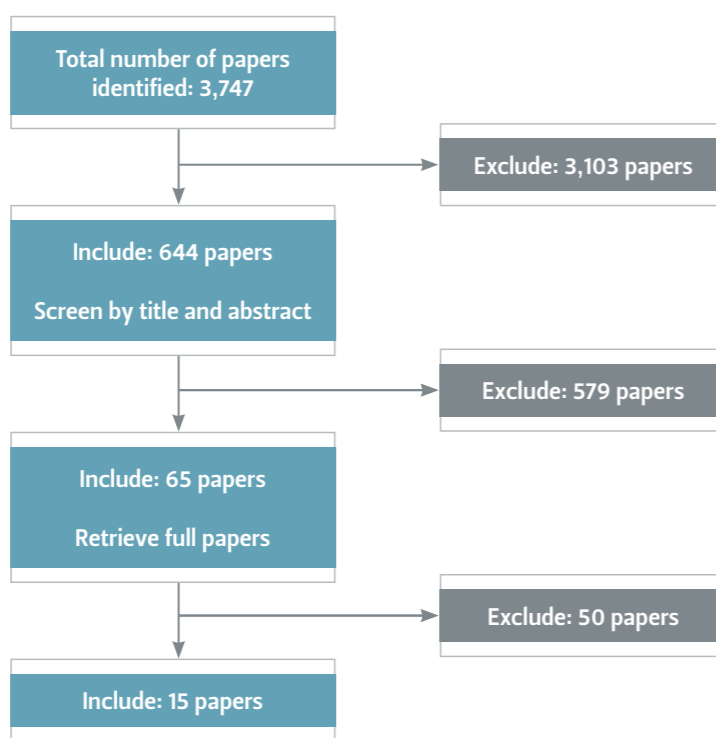 Total number of papers
identified: 3,747
Exclude: 3,103 papers
Include: 644 papers
Screen by title and abstract
Exclude: 579 papers
Include: 65 papers
Retrieve full papers
Exclude: 50 papers
Include: 15 papers